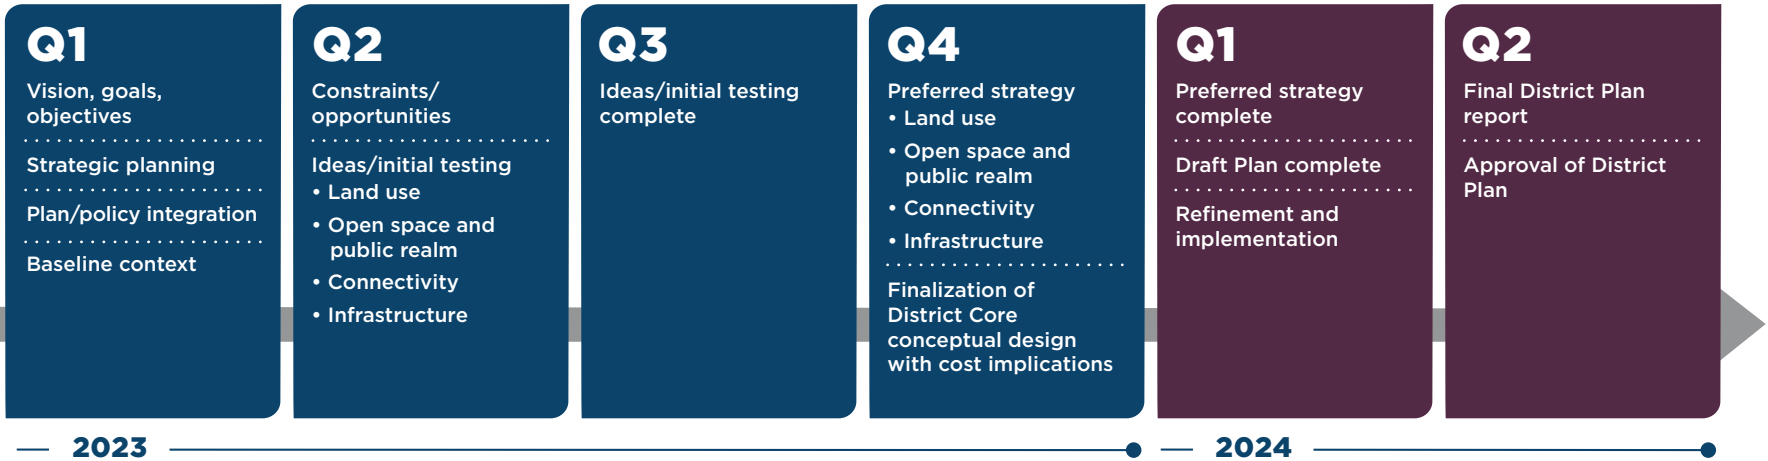 Q1
Vision, goals,
objectives
Strategic planning
Plan/policy integration
Baseline context
Q2
Constraints/
opportunities
Ideas/initial testing
• Land use
• Open space and
public realm
• Connectivity
• Infrastructure
Q3
Ideas/initial testing
complete
Q4
Preferred strategy
• Land use
• Open space and
public realm
• Connectivity
• Infrastructure
Finalization of
District Core
conceptual design
with cost implications
Q1
Preferred strategy
complete
Draft Plan complete
Refinement and
implementation
Q2
Final District Plan
report
Approval of District
Plan
2023
2024